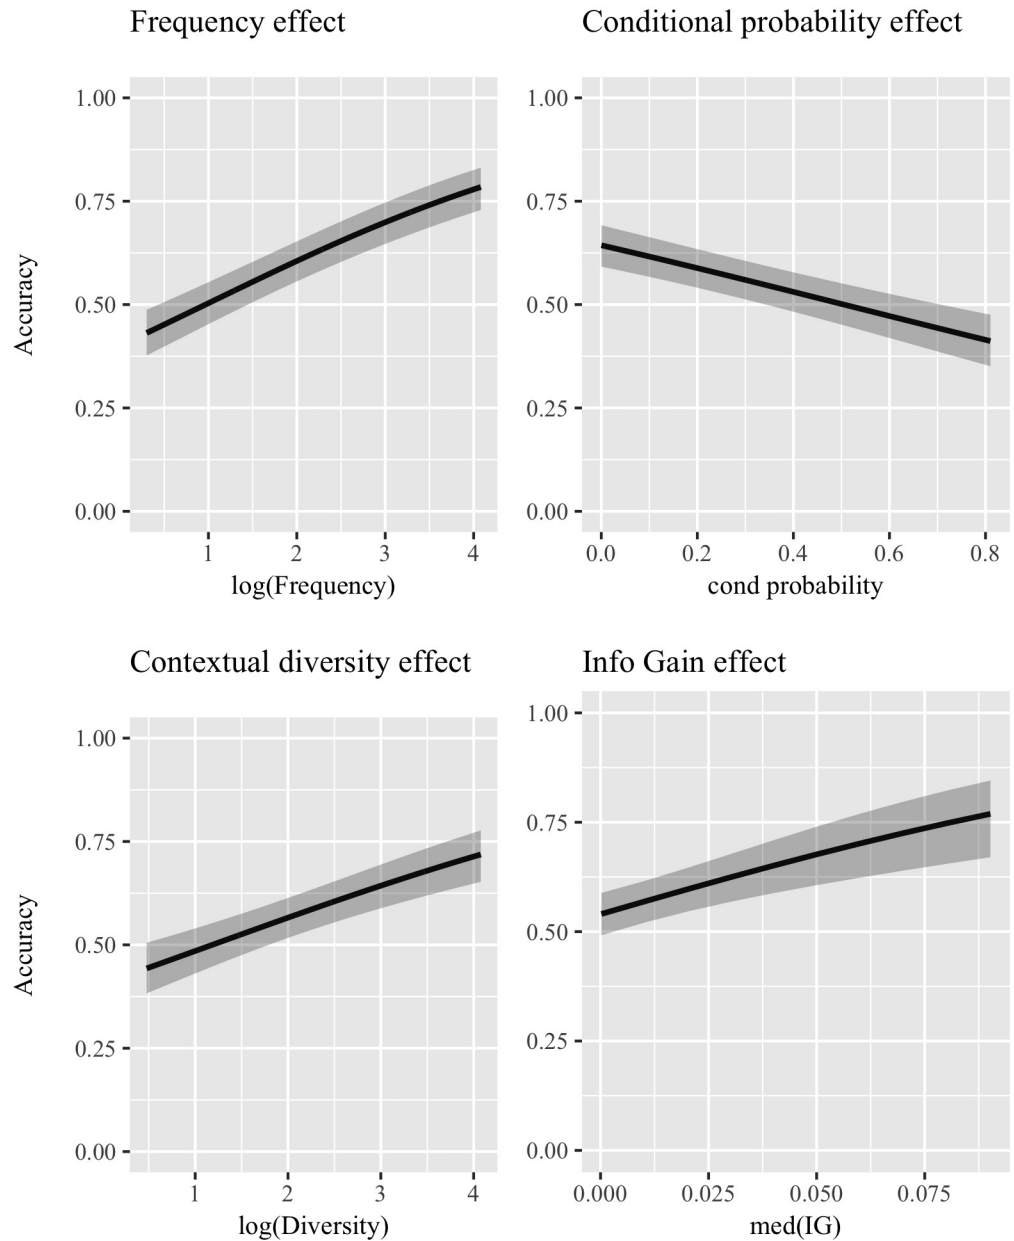 Frequency effect
Conditional probability effect
Accuracy
1.00
0.75
0.50
0.25
0.00
1 2 3 4
log(Frequency)
1.00
0.75
0.50
0.25
0.00
0.0 0.2 0.4 0.6 0.8
cond probability
Contextual diversity effect
Info Gain effect
Accuracy
1.00
0.75
0.50
0.25
0.00
1 2 3 4
log(Diversity)
1.00
0.75
0.50
0.25
0.00
0.000 0.025 0.050 0.075
med(IG)